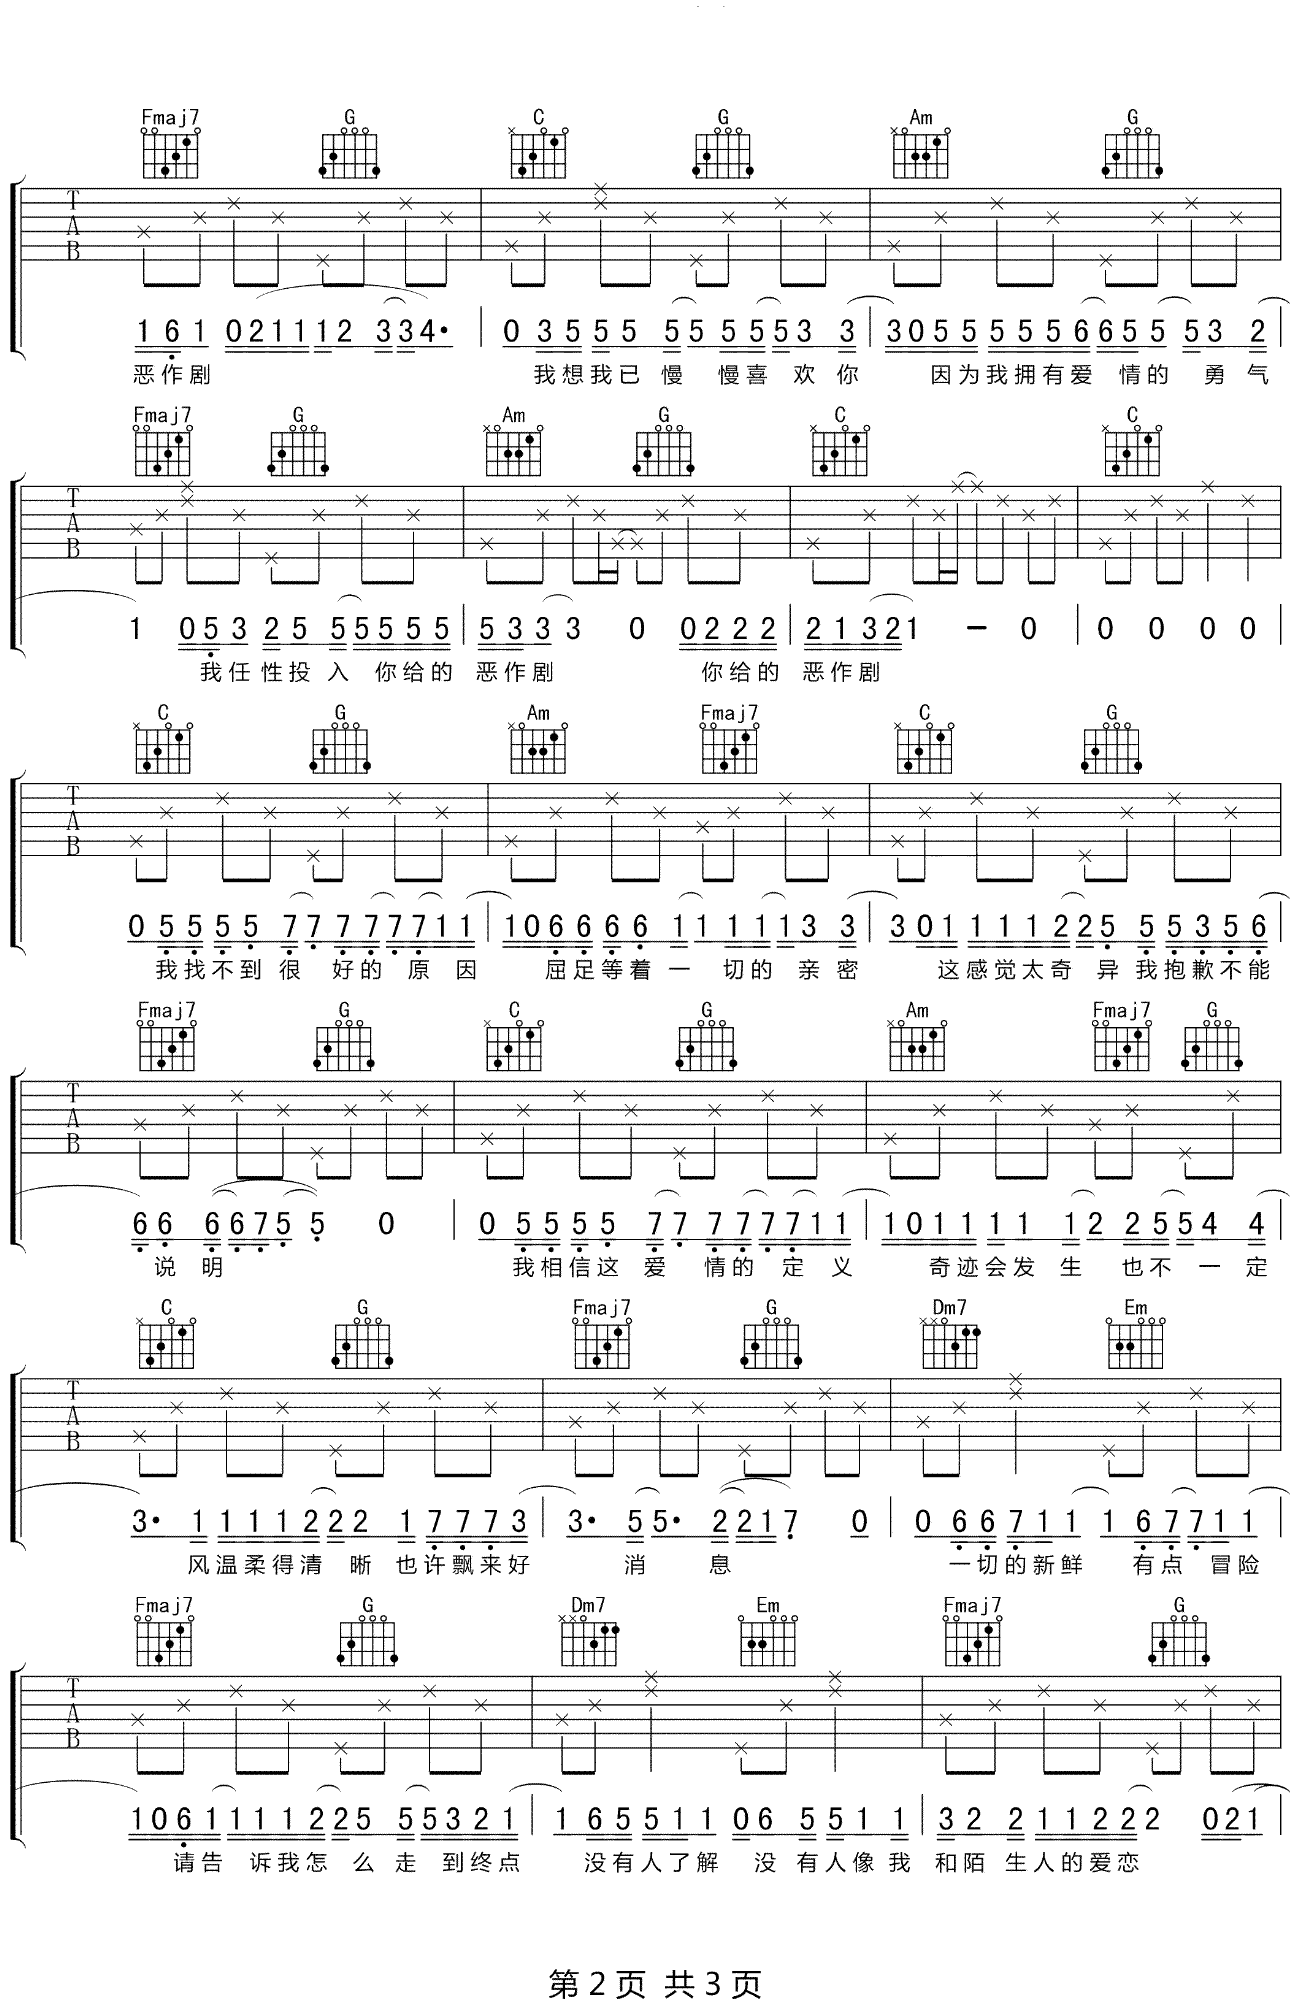 Fmaj7 G C G Am G
T A B
1 6 1 0 2 1 1 1 2 3 3 4· 0 3 5 5 5 5 5 5 5 3 3 3 0 5 5 5 5 5 6 6 5 5 5 3 2
恶作剧 我想我已慢 慢喜欢你 因为我拥有爱情的勇气
Fmaj7 G Am G C C
T A B
1 0 5 3 2 5 5 5 5 5 5 5 3 3 3 0 0 2 2 2 2 1 3 2 1 – 0 0 0 0 0
我任性投入 你给的 恶作剧 你给的 恶作剧
C G Am Fmaj7 C G
T A B
0 5 5 5 5 7 7 7 7 7 7 1 1 1 0 6 6 6 6 1 1 1 1 1 3 3 3 0 1 1 1 1 2 2 5 5 5 3 5 6
我找不到很 好的原因 屈足等着一 切的亲密 这感觉太奇 异我抱歉不能
Fmaj7 G C G Am Fmaj7 G
T A B
6 6 6 6 7 5 5 0 0 5 5 5 5 7 7 7 7 7 7 1 1 1 0 1 1 1 1 1 2 2 5 5 4 4
说明 我相信这爱 情的定义 奇迹会发生 也不一定
C G Fmaj7 G Dm7 Em
T A B
3· 1 1 1 1 2 2 2 1 7 7 7 3 3· 5 5· 2 2 1 7 0 0 6 6 7 1 1 1 6 7 7 1 1
风温柔得清 晰也许飘来好 消息 一切的新鲜 有点冒险
Fmaj7 G Dm7 Em Fmaj7 G
T A B
1 0 6 1 1 1 1 2 2 5 5 5 3 2 1 1 6 5 5 1 1 0 6 5 5 1 1 3 2 2 1 1 2 2 2 0 2 1
请告诉我怎么走到终点 没有人了解 没有人像我 和陌生人的爱恋
第 2 页 共 3 页